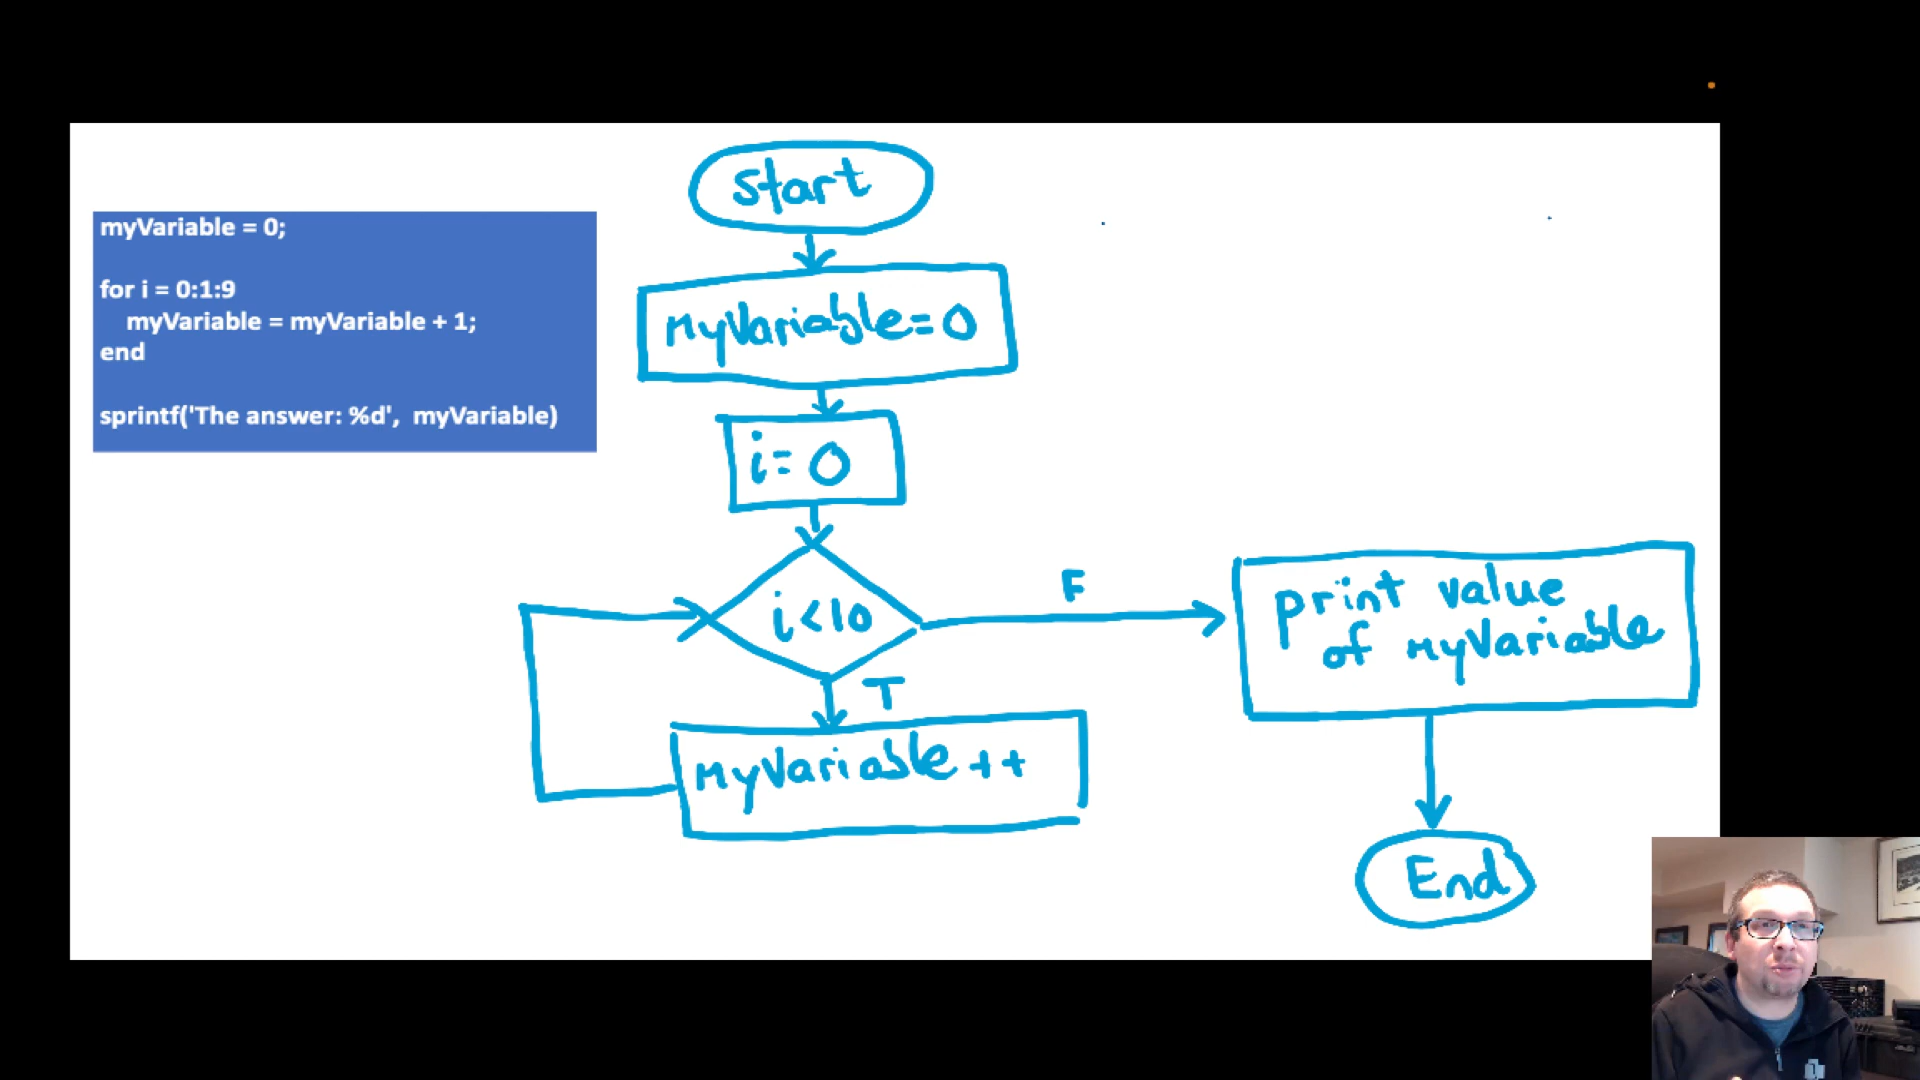 myVariable = 0;
for i = 0:1:9
myVariable = myVariable + 1;
end
sprintf('The answer: %d', myVariable)
Start
MyVariable=0
i=0
i<10
F
T
MyVariable++
print value
of MyVariable
End